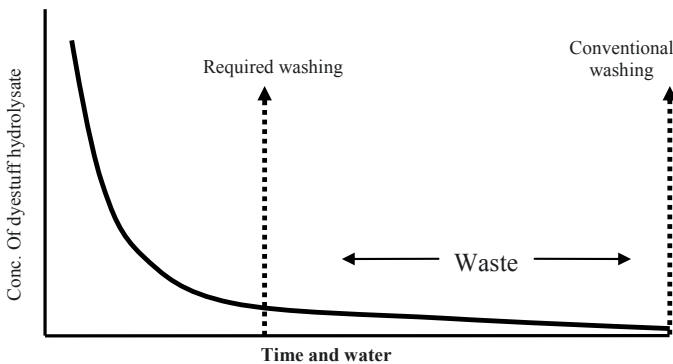 Conventional
washing
Required washing
Conc. Of dyestuff hydrolysate
Waste
Time and water